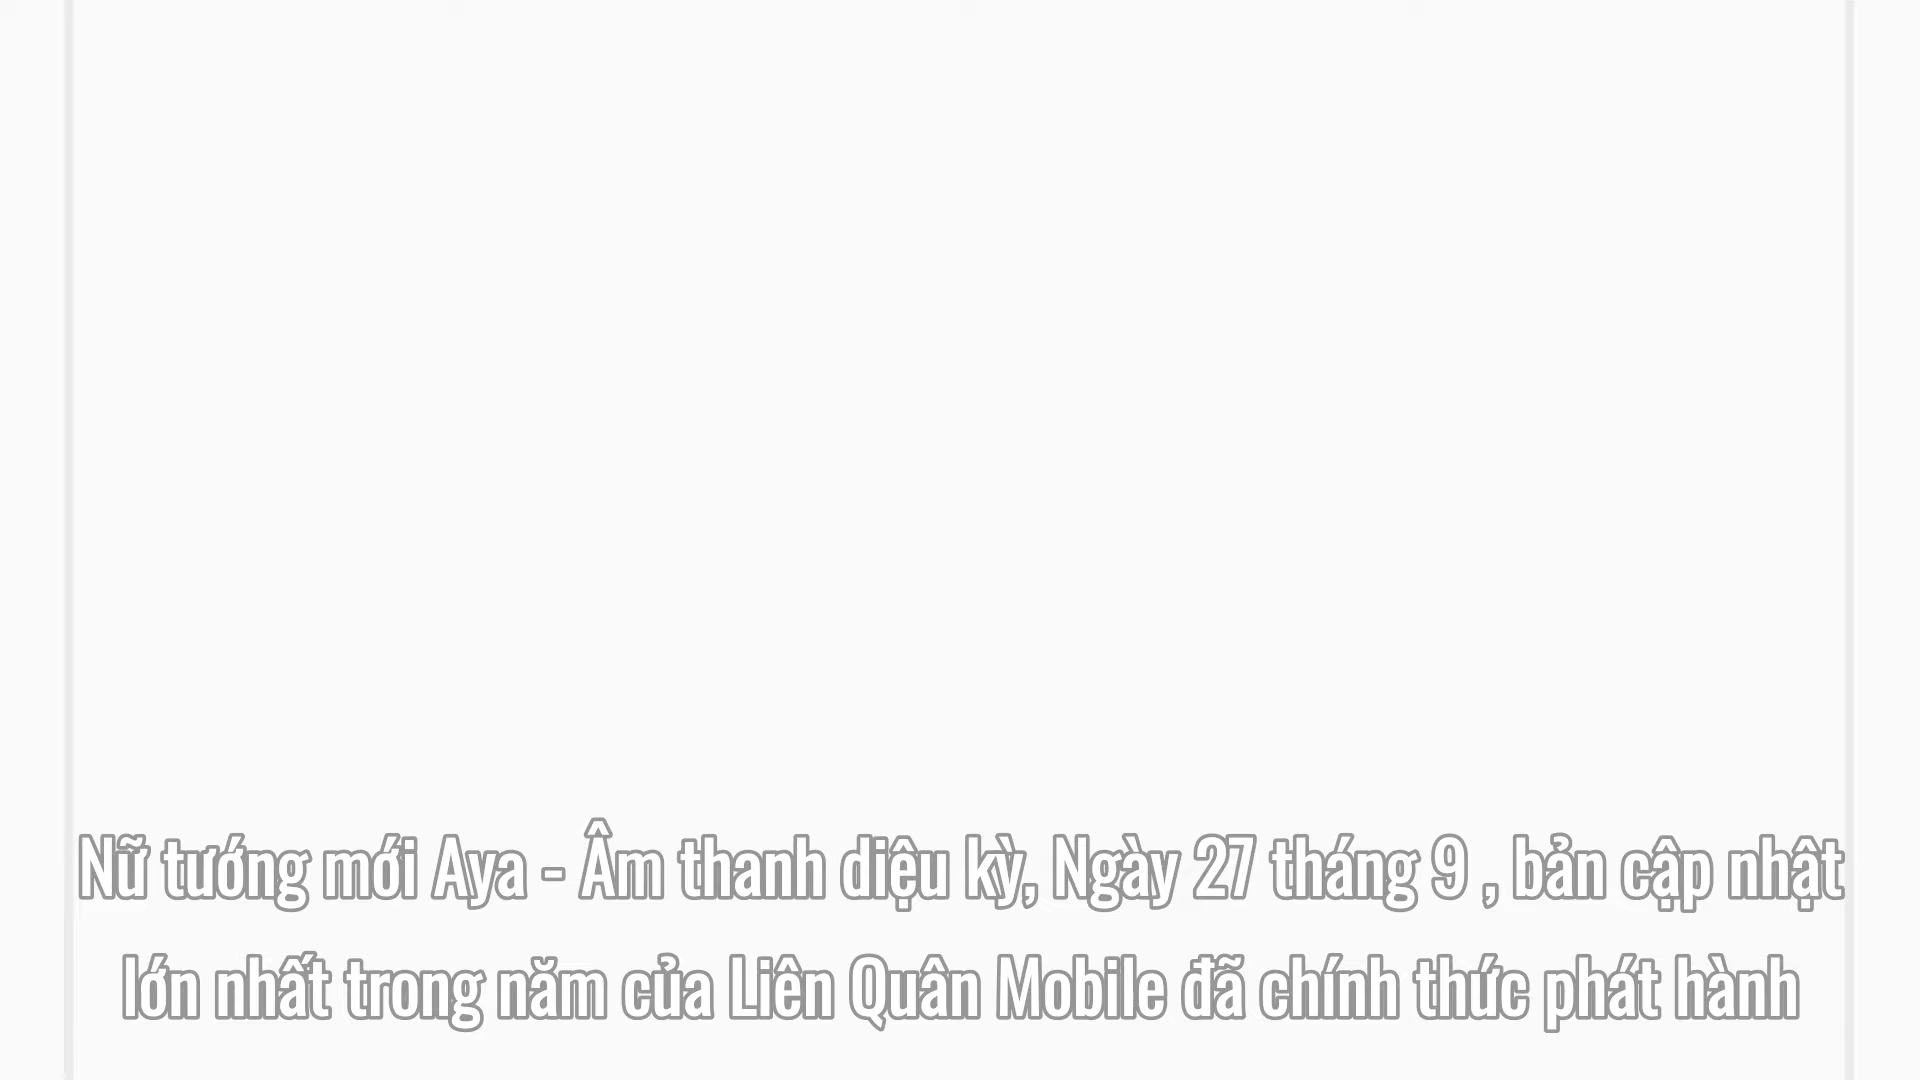 Nữ tướng mới Aya - Âm thanh diệu kỳ, Ngày 27 tháng 9 , bản cập nhật
lớn nhất trong năm của Liên Quân Mobile đã chính thức phát hành